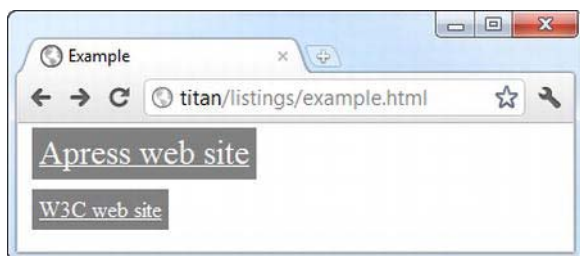 Example
titan/listings/example.html
Apress web site
W3C web site